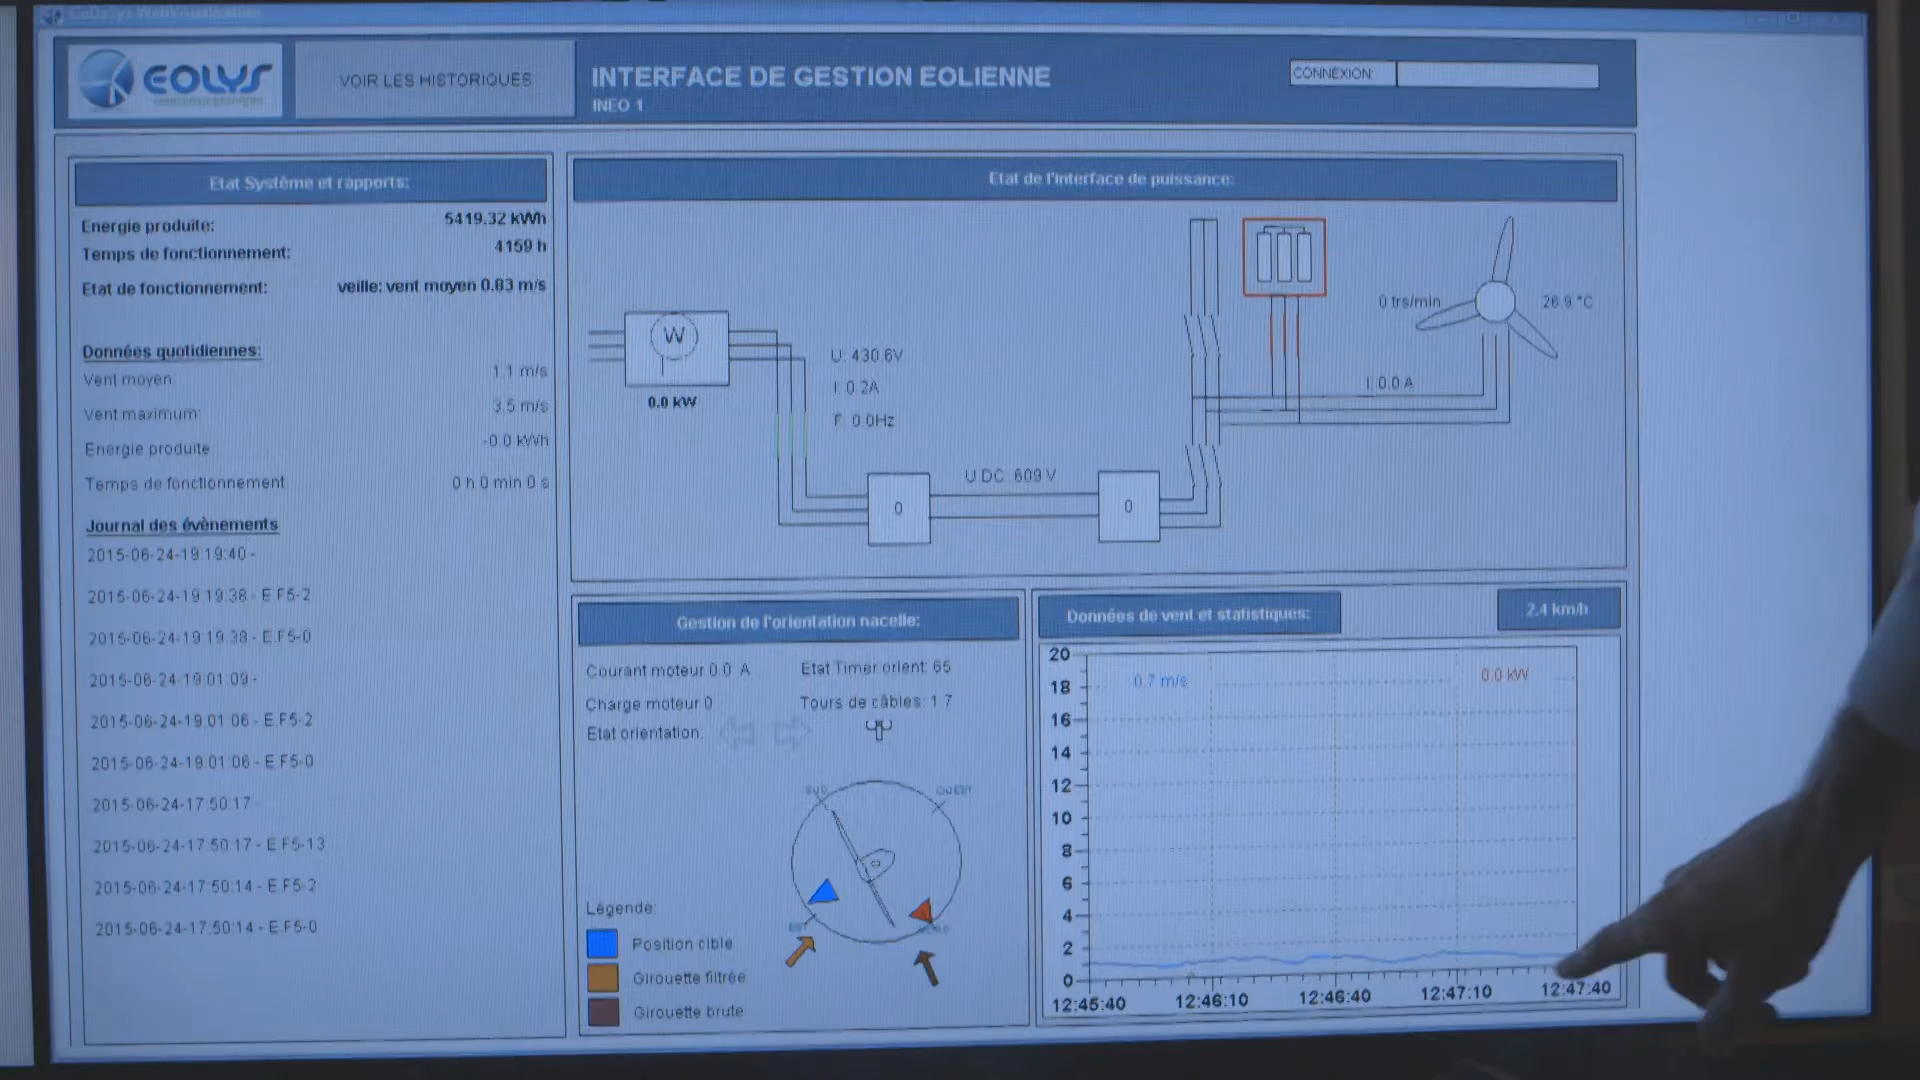 CoDeSys WebVisualisation
EOLYS
VOIR LES HISTORIQUES
INTERFACE DE GESTION EOLIENNE
INEO 1
CONNEXION:
Etat Système et rapports:
Energie produite: 5419.32 kWh
Temps de fonctionnement: 4159 h
Etat de fonctionnement: veille: vent moyen 0.83 m/s
Données quotidiennes:
Vent moyen 1.1 m/s
Vent maximum: 3.5 m/s
Energie produite -0.0 kWh
Temps de fonctionnement 0 h 0 min 0 s
Journal des évènements
2015-06-24-19:19:40 -
2015-06-24-19:19:38 - E.F5-2
2015-06-24-19:19:38 - E.F5-0
2015-06-24-19:01:09 -
2015-06-24-19:01:06 - E.F5-2
2015-06-24-19:01:06 - E.F5-0
2015-06-24-17:50:17 -
2015-06-24-17:50:17 - E.F5-13
2015-06-24-17:50:14 - E.F5-2
2015-06-24-17:50:14 - E.F5-0
Etat de l'interface de puissance:
W
0.0 kW
U: 430.6V
I: 0.2A
F: 0.0Hz
0
U DC: 609 V
0
0 trs/min
26.9 °C
I: 0.0 A
Gestion de l'orientation nacelle:
Courant moteur 0.0 A
Etat Timer orient: 65
Charge moteur 0
Tours de câbles: 1.7
Etat orientation:
SUD
OUEST
EST
Légende:
Position cible
Girouette filtrée
Girouette brute
Données de vent et statistiques:
2.4 km/h
0.7 m/s
0.0 kW
20
18
16
14
12
10
8
6
4
2
0
12:45:40 12:46:10 12:46:40 12:47:10 12:47:40